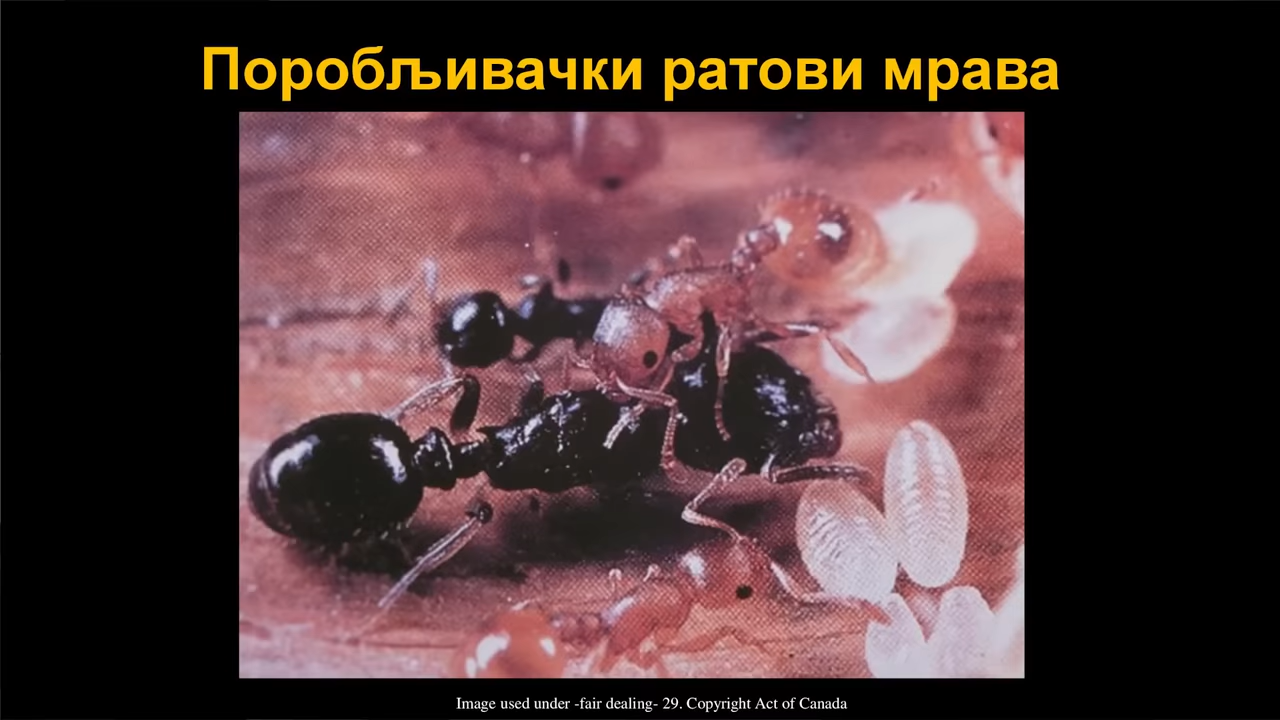 Поробљивачки ратови мрава
Image used under -fair dealing- 29. Copyright Act of Canada